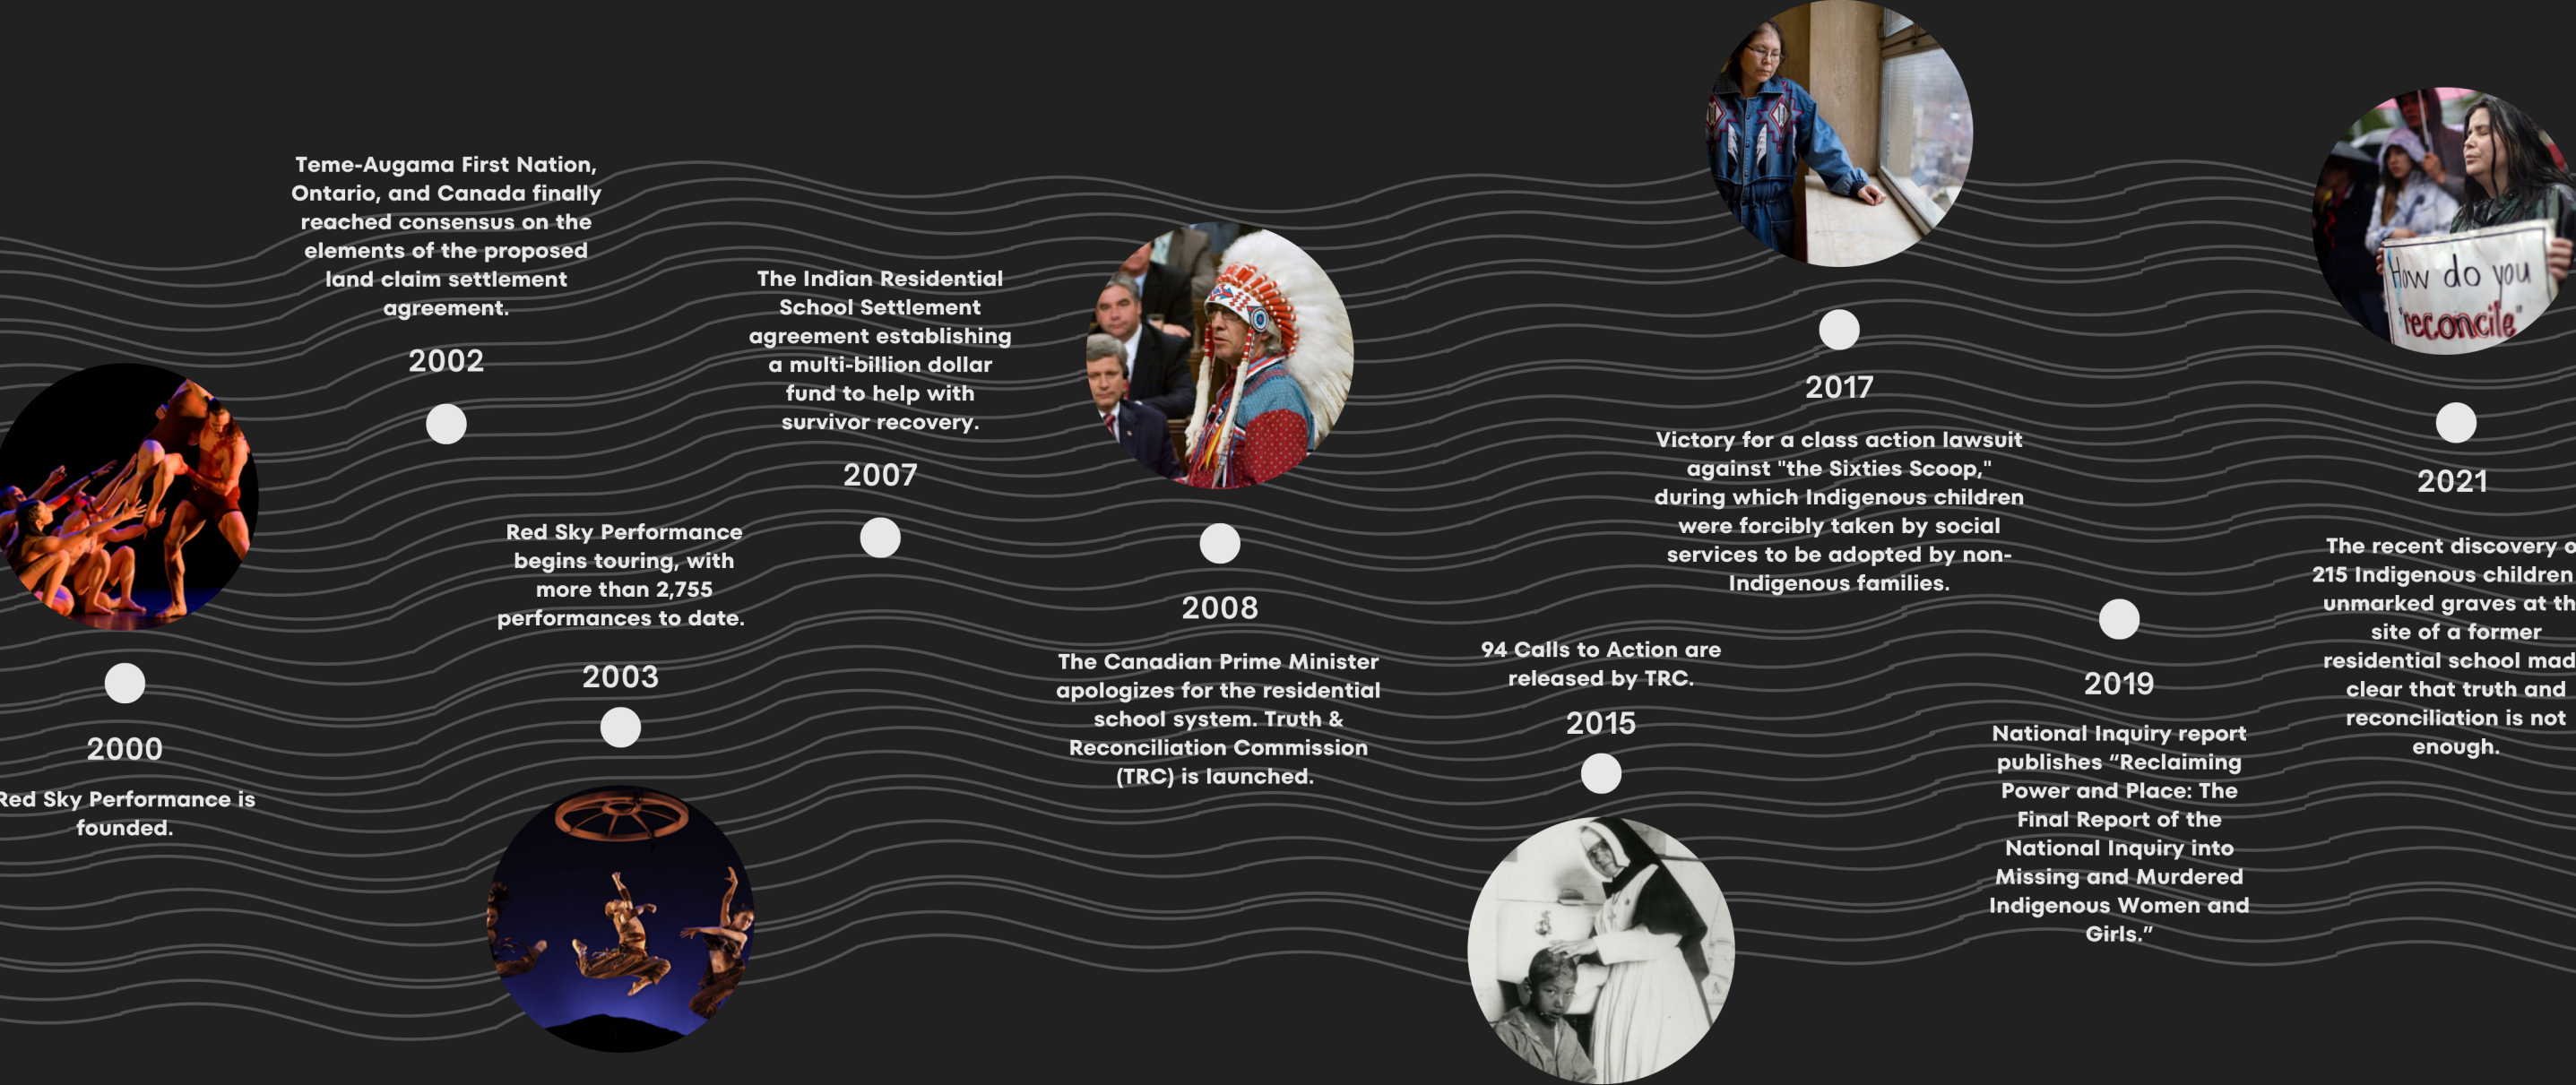 Teme-Augama First Nation,
Ontario, and Canada finally
reached consensus on the
elements of the proposed
land claim settlement
agreement.
2002
2000
Red Sky Performance is
founded.
Red Sky Performance
begins touring, with
more than 2,755
performances to date.
2003
The Indian Residential
School Settlement
agreement establishing
a multi-billion dollar
fund to help with
survivor recovery.
2007
2008
The Canadian Prime Minister
apologizes for the residential
school system. Truth &
Reconciliation Commission
(TRC) is launched.
94 Calls to Action are
released by TRC.
2015
2017
Victory for a class action lawsuit
against "the Sixties Scoop,"
during which Indigenous children
were forcibly taken by social
services to be adopted by non-
Indigenous families.
2019
National Inquiry report
publishes “Reclaiming
Power and Place: The
Final Report of the
National Inquiry into
Missing and Murdered
Indigenous Women and
Girls.”
How do you
"reconcile"
2021
The recent discovery
215 Indigenous children
unmarked graves at
site of a former
residential school
clear that truth and
reconciliation is not
enough.